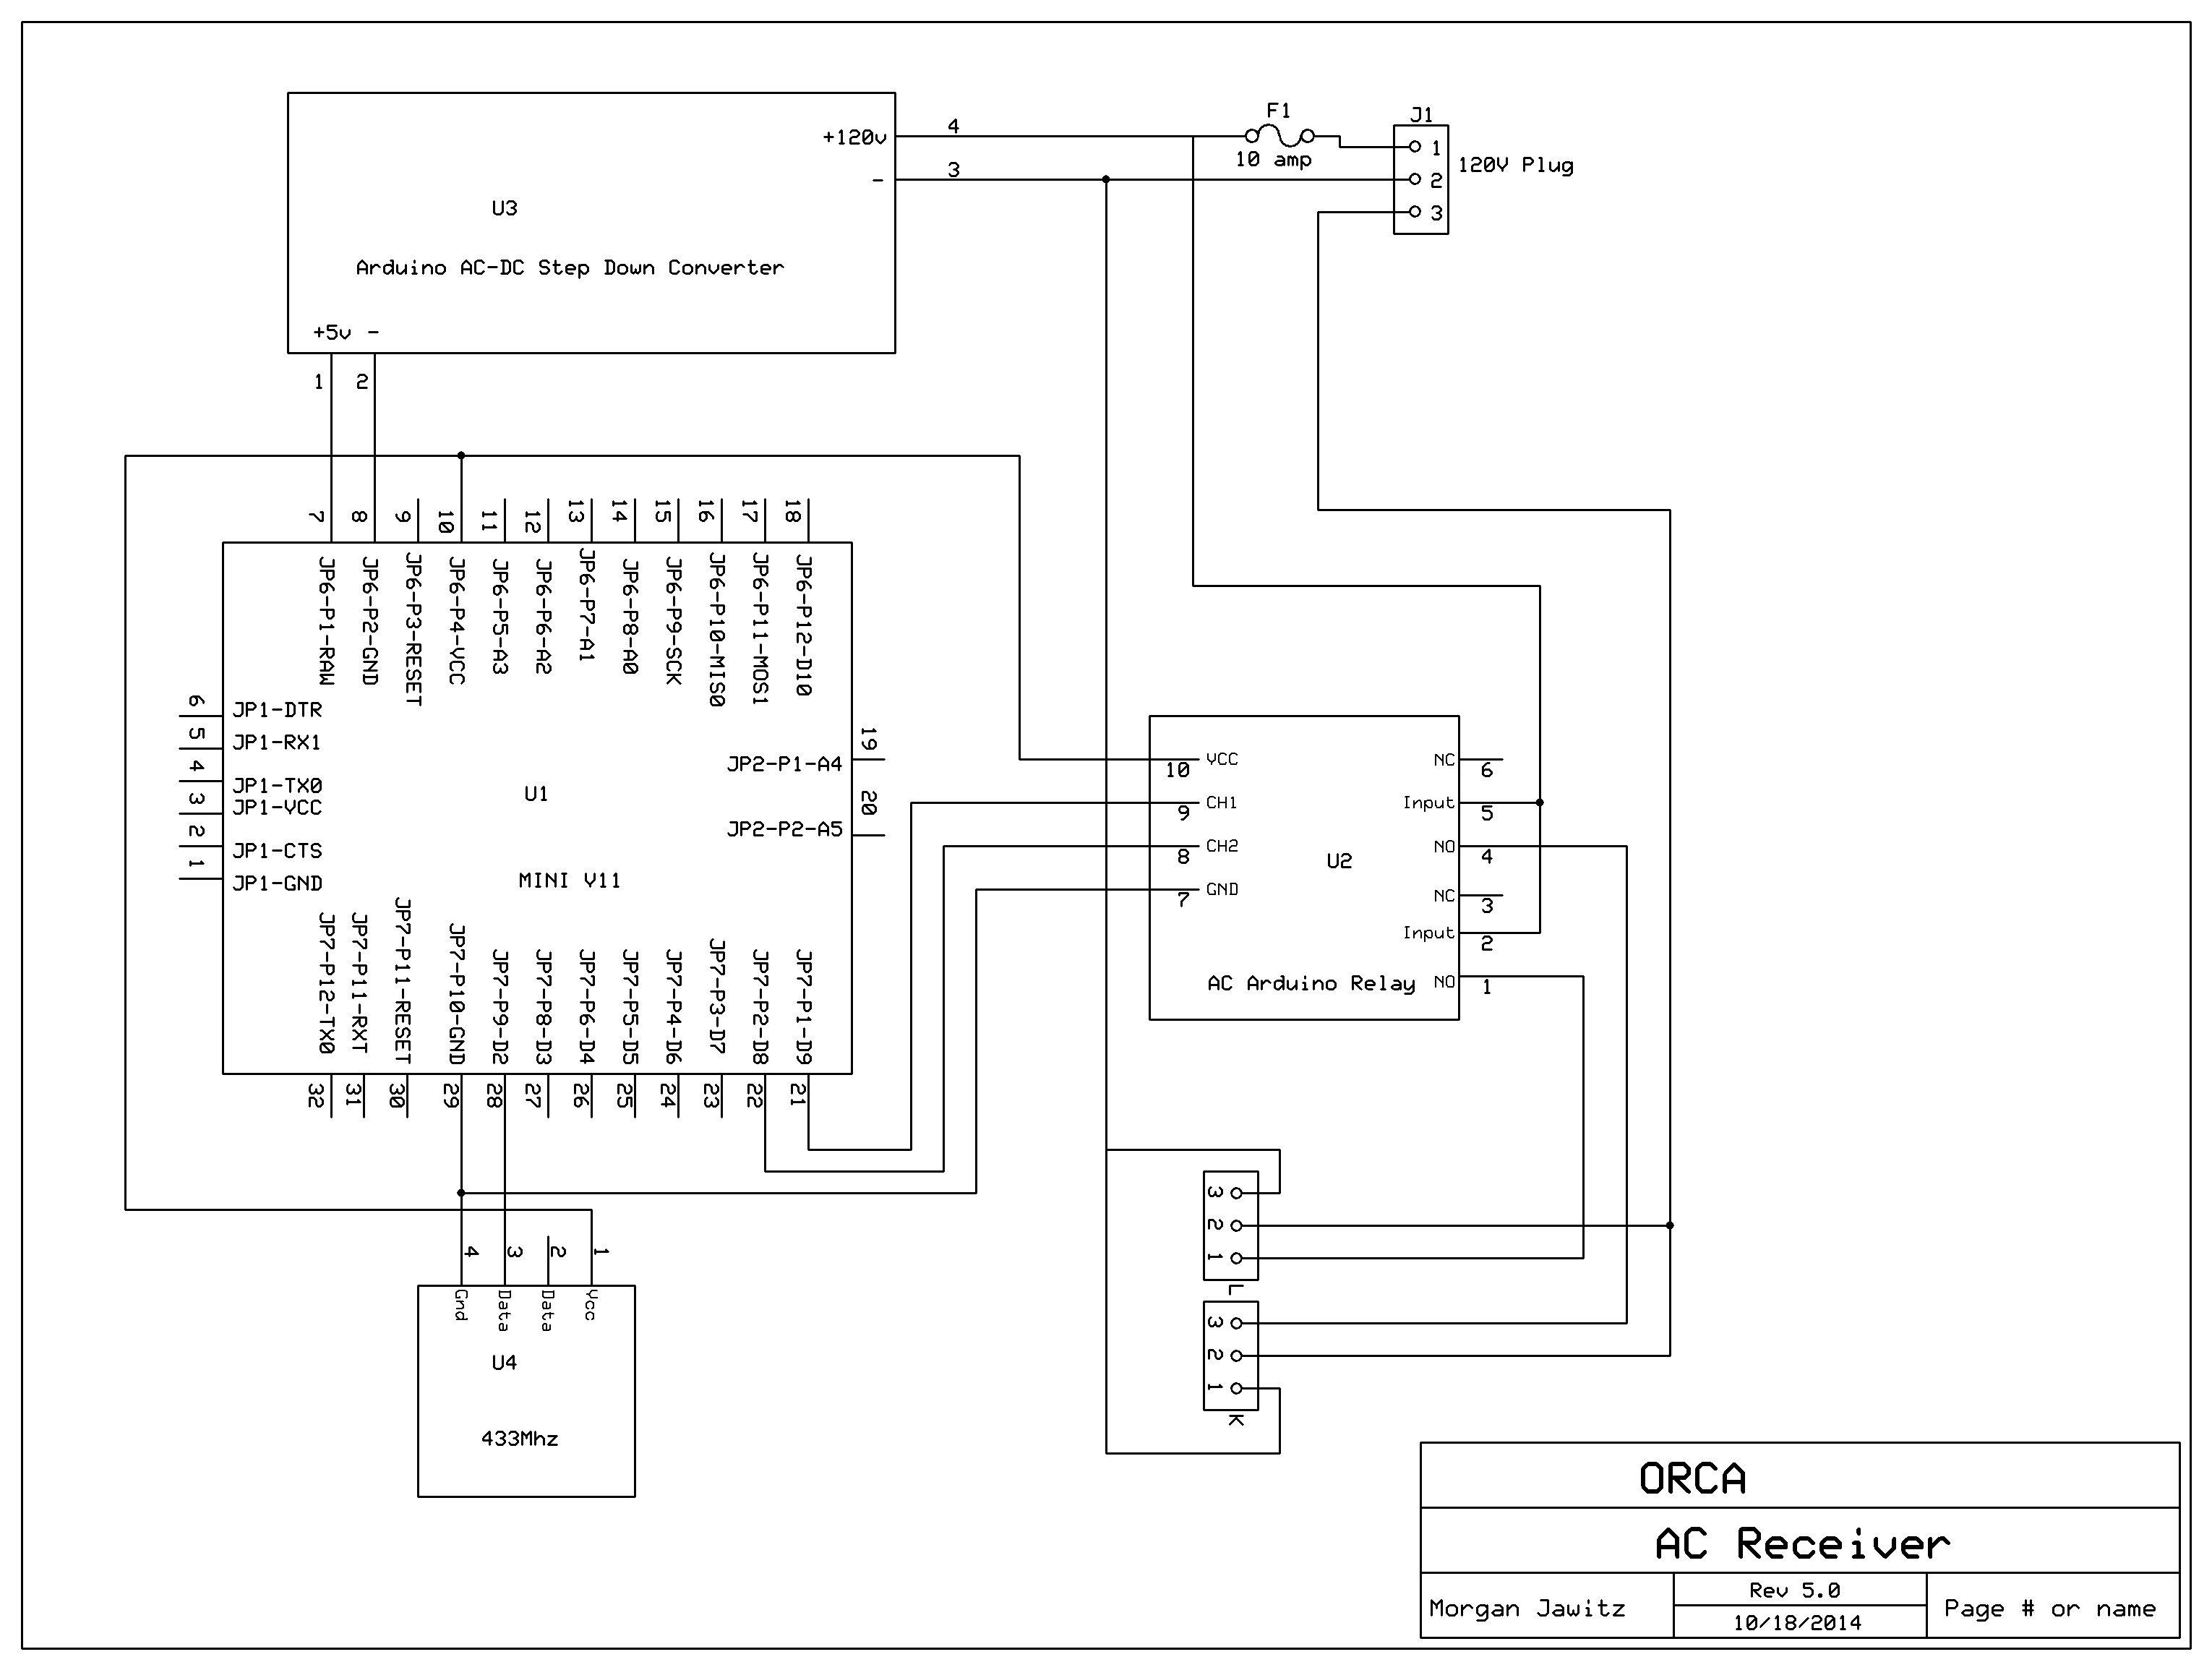 F1
J1
+120v
4
10 amp
1
120V Plug
-
3
2
3
U3
Arduino AC-DC Step Down Converter
+5v -
1 2
7 8 9 10 11 12 13 14 15 16 17 18
JP6-P1-RAW
JP6-P2-GND
JP6-P3-RESET
JP6-P4-VCC
JP6-P5-A3
JP6-P6-A2
JP6-P7-A1
JP6-P8-A0
JP6-P9-SCK
JP6-P10-MIS0
JP6-P11-MOS1
JP6-P12-D10
6 JP1-DTR
5 JP1-RX1
4 JP1-TX0
3 JP1-VCC
2 JP1-CTS
1 JP1-GND
19
JP2-P1-A4
20
JP2-P2-A5
U1
MINI V11
JP7-P12-TX0
JP7-P11-RXT
JP7-P11-RESET
JP7-P10-GND
JP7-P9-D2
JP7-P8-D3
JP7-P6-D4
JP7-P5-D5
JP7-P4-D6
JP7-P3-D7
JP7-P2-D8
JP7-P1-D9
32 31 30 29 28 27 26 25 24 23 22 21
10 VCC
9 CH1
8 CH2
7 GND
NC 6
Input 5
NO 4
NC 3
Input 2
NO 1
U2
AC Arduino Relay
3
2
1
L
3
2
1
K
4 3 2 1
Gnd
Data
Data
Vcc
U4
433Mhz
ORCA
AC Receiver
Morgan Jawitz
Rev 5.0
10/18/2014
Page # or name